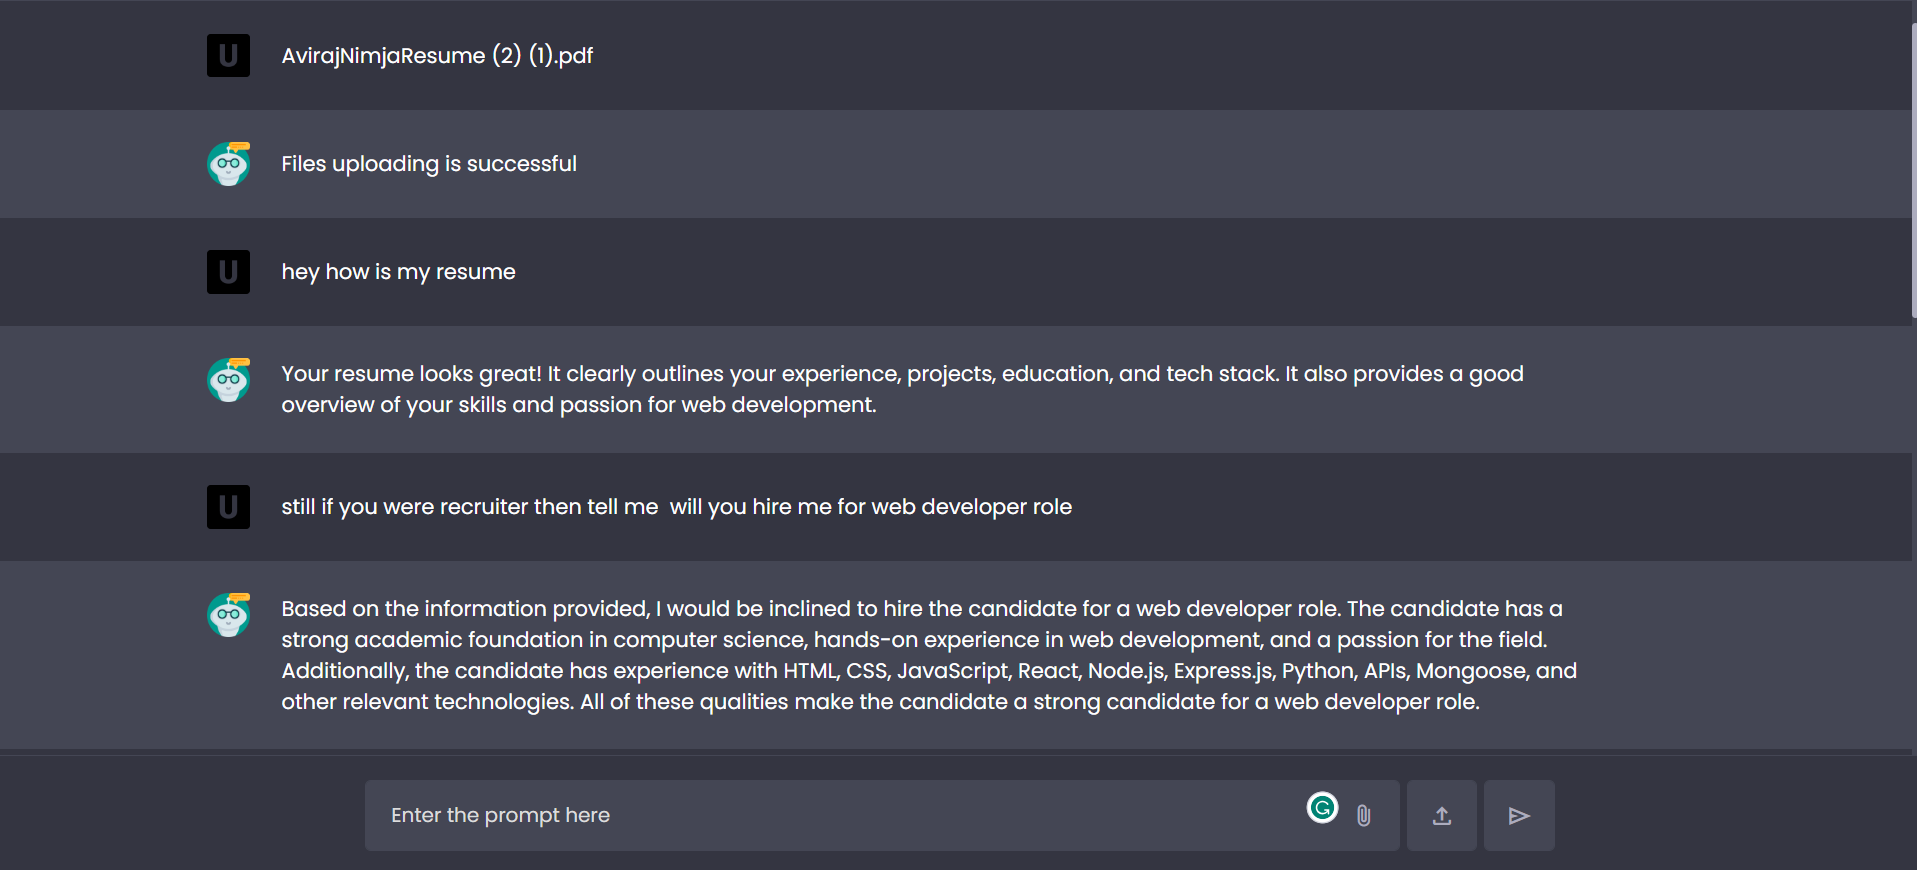 U
AvirajNimjaResume (2) (1).pdf
Files uploading is successful
U
hey how is my resume
Your resume looks great! It clearly outlines your experience, projects, education, and tech stack. It also provides a good
overview of your skills and passion for web development.
U
still if you were recruiter then tell me  will you hire me for web developer role
Based on the information provided, I would be inclined to hire the candidate for a web developer role. The candidate has a
strong academic foundation in computer science, hands-on experience in web development, and a passion for the field.
Additionally, the candidate has experience with HTML, CSS, JavaScript, React, Node.js, Express.js, Python, APIs, Mongoose, and
other relevant technologies. All of these qualities make the candidate a strong candidate for a web developer role.
Enter the prompt here
G